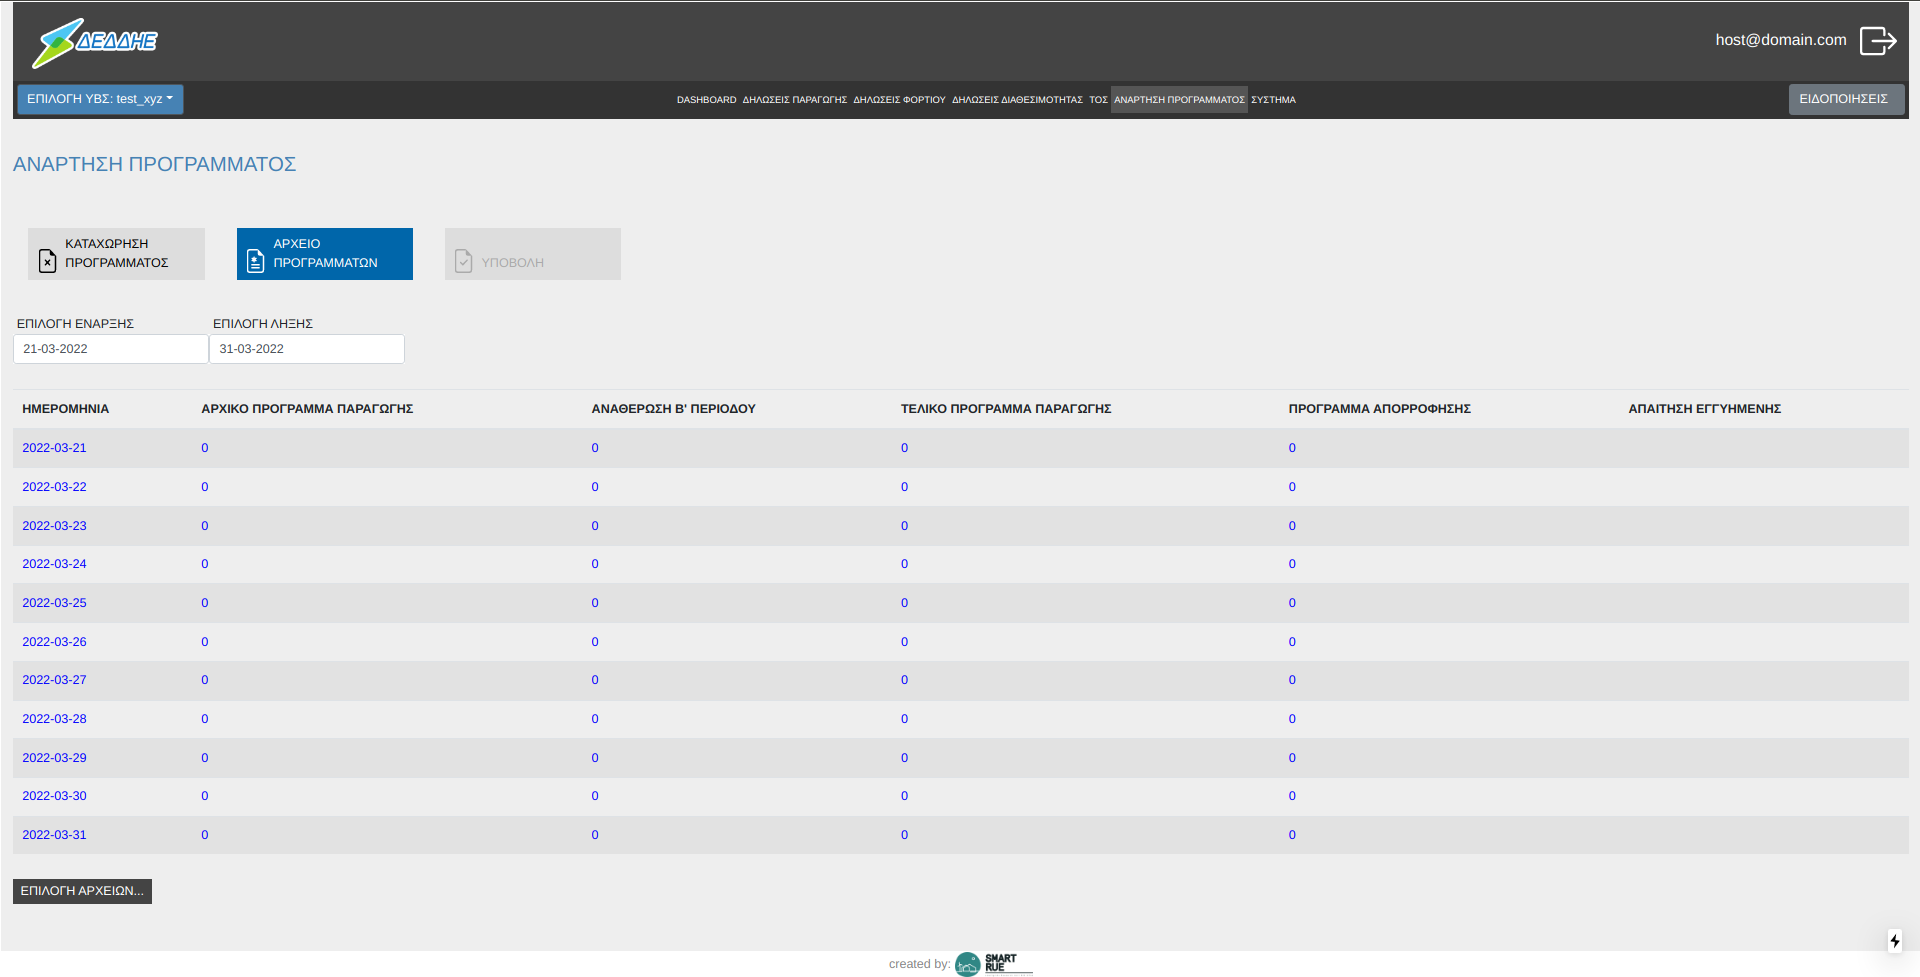 ΔΕΔΔΗΕ
host@domain.com
ΕΠΙΛΟΓΗ ΥΒΣ: test_xyz
DASHBOARD ΔΗΛΩΣΕΙΣ ΠΑΡΑΓΩΓΗΣ ΔΗΛΩΣΕΙΣ ΦΟΡΤΙΟΥ ΔΗΛΩΣΕΙΣ ΔΙΑΘΕΣΙΜΟΤΗΤΑΣ ΤΟΣ ΑΝΑΡΤΗΣΗ ΠΡΟΓΡΑΜΜΑΤΟΣ ΣΥΣΤΗΜΑ
ΕΙΔΟΠΟΙΗΣΕΙΣ
ΑΝΑΡΤΗΣΗ ΠΡΟΓΡΑΜΜΑΤΟΣ
ΚΑΤΑΧΩΡΗΣΗ
ΠΡΟΓΡΑΜΜΑΤΟΣ
ΑΡΧΕΙΟ
ΠΡΟΓΡΑΜΜΑΤΩΝ
ΥΠΟΒΟΛΗ
ΕΠΙΛΟΓΗ ΕΝΑΡΞΗΣ ΕΠΙΛΟΓΗ ΛΗΞΗΣ
21-03-2022 31-03-2022
ΗΜΕΡΟΜΗΝΙΑ ΑΡΧΙΚΟ ΠΡΟΓΡΑΜΜΑ ΠΑΡΑΓΩΓΗΣ ΑΝΑΘΕΡΩΣΗ Β' ΠΕΡΙΟΔΟΥ ΤΕΛΙΚΟ ΠΡΟΓΡΑΜΜΑ ΠΑΡΑΓΩΓΗΣ ΠΡΟΓΡΑΜΜΑ ΑΠΟΡΡΟΦΗΣΗΣ ΑΠΑΙΤΗΣΗ ΕΓΓΥΗΜΕΝΗΣ
2022-03-21 0 0 0 0
2022-03-22 0 0 0 0
2022-03-23 0 0 0 0
2022-03-24 0 0 0 0
2022-03-25 0 0 0 0
2022-03-26 0 0 0 0
2022-03-27 0 0 0 0
2022-03-28 0 0 0 0
2022-03-29 0 0 0 0
2022-03-30 0 0 0 0
2022-03-31 0 0 0 0
ΕΠΙΛΟΓΗ ΑΡΧΕΙΩΝ...
created by:
SMART
RUE